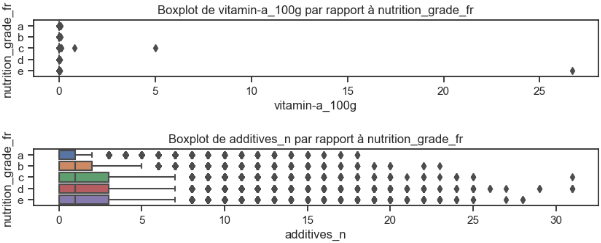 Boxplot de vitamin-a_100g par rapport à nutrition_grade_fr
nutrition_grade_fr
a
b
c
d
e
0 5 10 15 20 25
vitamin-a_100g
Boxplot de additives_n par rapport à nutrition_grade_fr
nutrition_grade_fr
a
b
c
d
e
0 5 10 15 20 25 30
additives_n